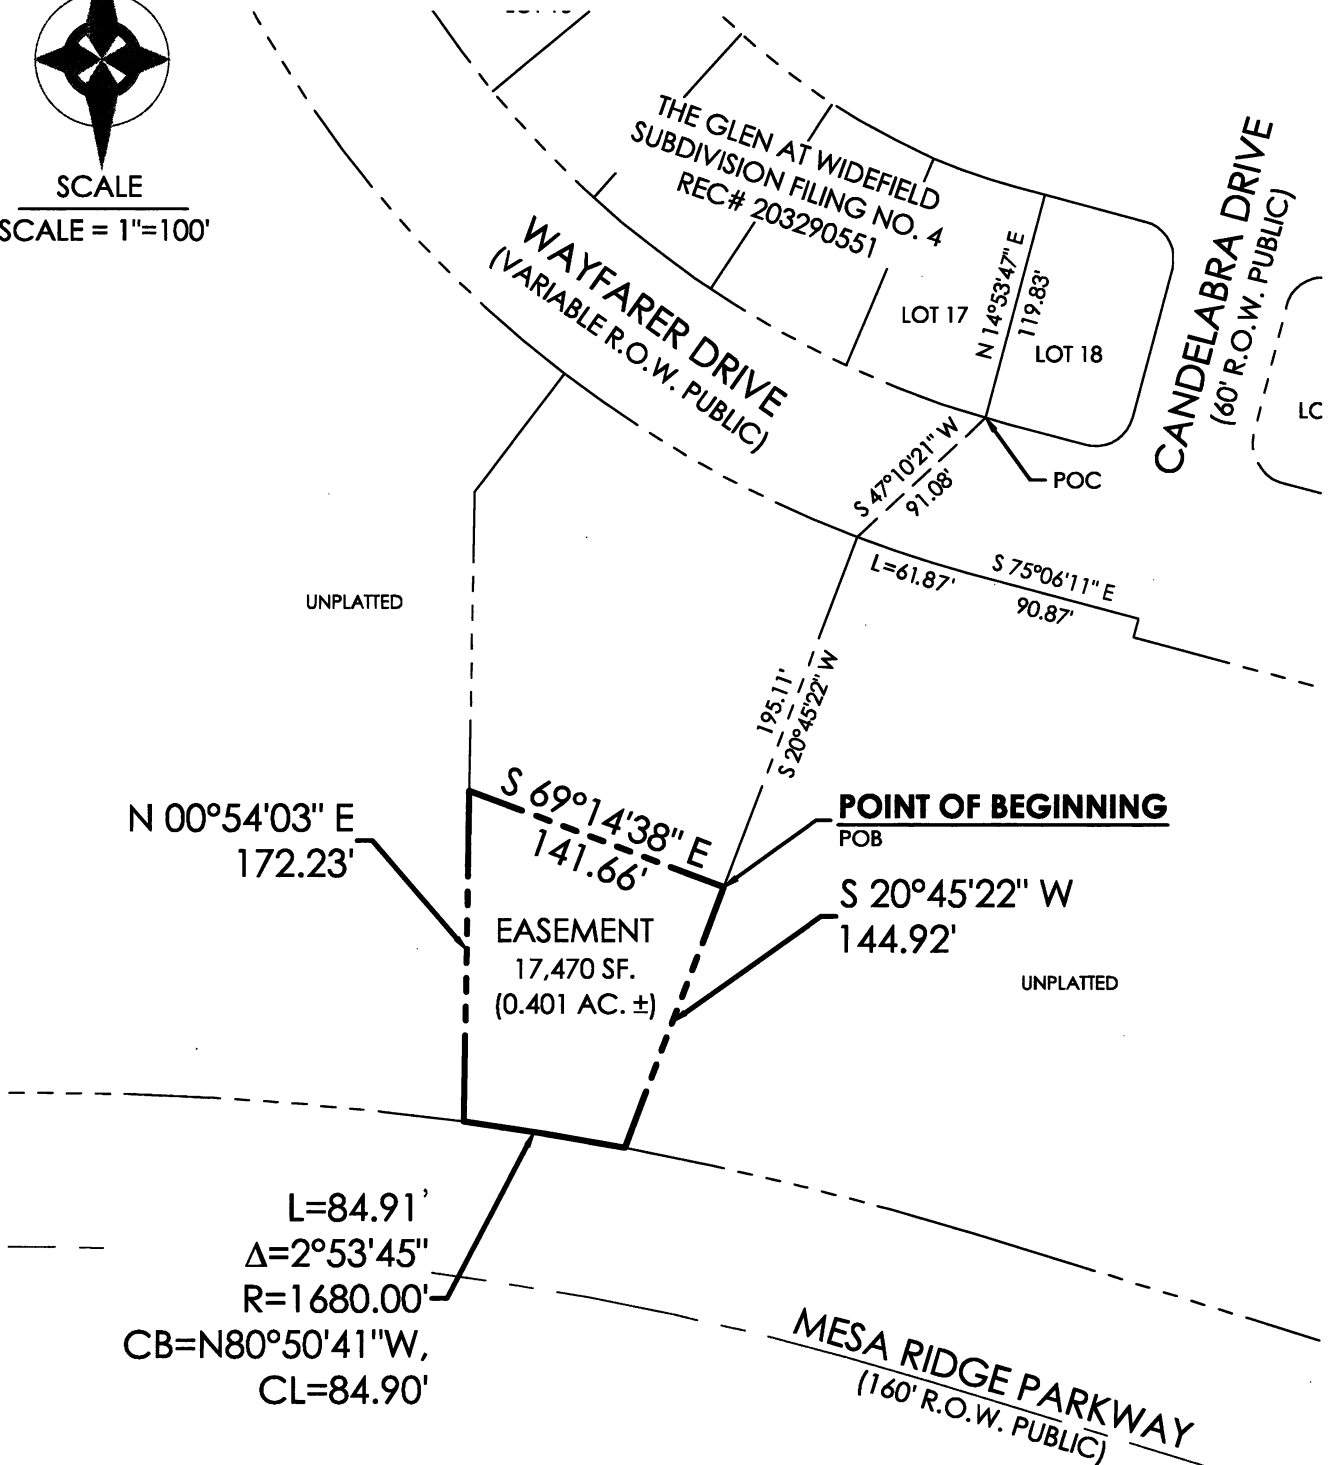 SCALE
SCALE = 1"=100'
THE GLEN AT WIDEFIELD
SUBDIVISION FILING NO. 4
REC# 203290551
WAYFARER DRIVE
(VARIABLE R.O.W. PUBLIC)
CANDELABRA DRIVE
(60' R.O.W. PUBLIC)
LOT 17
N 14°53'47" E
119.83'
LOT 18
LC
S 47°10'21" W
91.08'
POC
L=61.87'
S 75°06'11" E
90.87'
UNPLATTED
195.11'
S 20°45'22" W
N 00°54'03" E
172.23'
S 69°14'38" E
141.66'
POINT OF BEGINNING
POB
S 20°45'22" W
144.92'
EASEMENT
17,470 SF.
(0.401 AC. ±)
UNPLATTED
L=84.91'
Δ=2°53'45"
R=1680.00'
CB=N80°50'41"W,
CL=84.90'
MESA RIDGE PARKWAY
(160' R.O.W. PUBLIC)